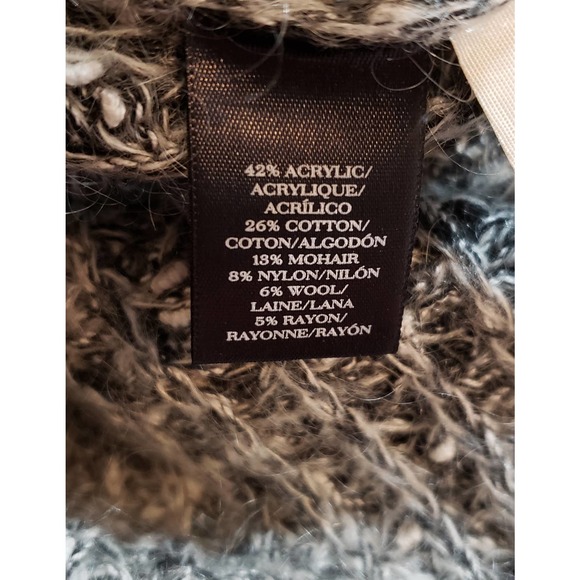 42% ACRYLIC/
ACRYLIQUE/
ACRÍLICO
26% COTTON/
COTON/ALGODÓN
13% MOHAIR
8% NYLON/NILÓN
6% WOOL/
LAINE/LANA
5% RAYON/
RAYONNE/RAYÓN